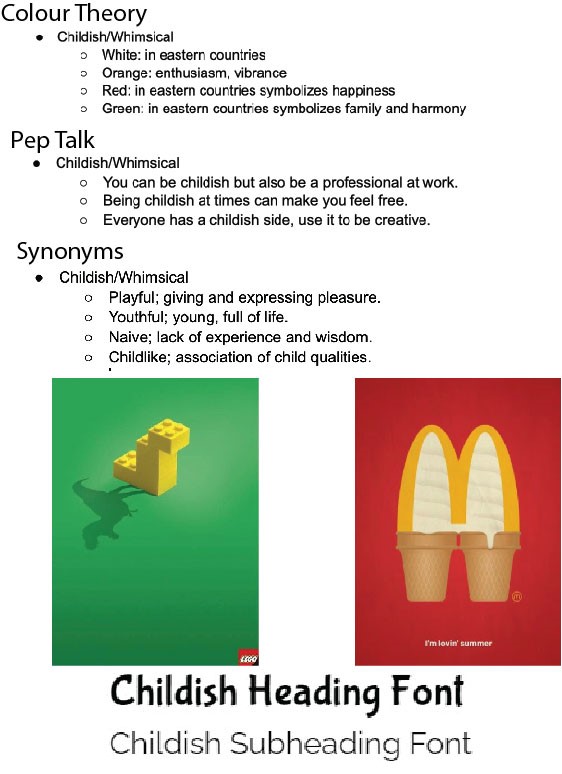 Colour Theory
● Childish/Whimsical
○ White: in eastern countries
○ Orange: enthusiasm, vibrance
○ Red: in eastern countries symbolizes happiness
○ Green: in eastern countries symbolizes family and harmony
Pep Talk
● Childish/Whimsical
○ You can be childish but also be a professional at work.
○ Being childish at times can make you feel free.
○ Everyone has a childish side, use it to be creative.
Synonyms
● Childish/Whimsical
○ Playful; giving and expressing pleasure.
○ Youthful; young, full of life.
○ Naive; lack of experience and wisdom.
○ Childlike; association of child qualities.
LEGO
i'm lovin' summer
Childish Heading Font
Childish Subheading Font